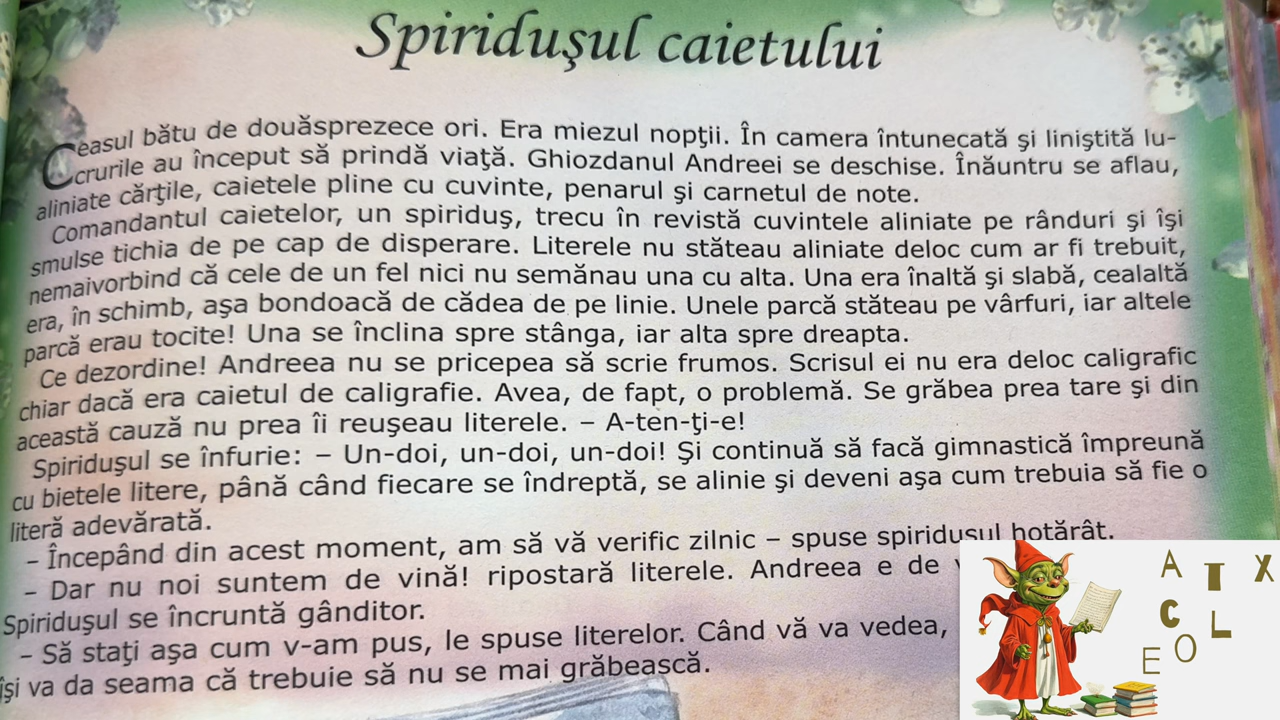 Spiriduşul caietului
Ceasul bătu de douăsprezece ori. Era miezul nopţii. În camera întunecată şi liniştită lu-
crurile au început să prindă viaţă. Ghiozdanul Andreei se deschise. Înăuntru se aflau,
aliniate cărţile, caietele pline cu cuvinte, penarul şi carnetul de note.
Comandantul caietelor, un spiriduş, trecu în revistă cuvintele aliniate pe rânduri şi îşi
smulse tichia de pe cap de disperare. Literele nu stăteau aliniate deloc cum ar fi trebuit,
nemaivorbind că cele de un fel nici nu semănau una cu alta. Una era înaltă şi slabă, cealaltă
era, în schimb, aşa bondoacă de cădea de pe linie. Unele parcă stăteau pe vârfuri, iar altele
parcă erau tocite! Una se înclina spre stânga, iar alta spre dreapta.
Ce dezordine! Andreea nu se pricepea să scrie frumos. Scrisul ei nu era deloc caligrafic
chiar dacă era caietul de caligrafie. Avea, de fapt, o problemă. Se grăbea prea tare şi din
această cauză nu prea îi reuşeau literele. – A-ten-ţi-e!
Spiriduşul se înfurie: – Un-doi, un-doi, un-doi! Şi continuă să facă gimnastică împreună
cu bietele litere, până când fiecare se îndreptă, se alinie şi deveni aşa cum trebuia să fie o
literă adevărată.
– Începând din acest moment, am să vă verific zilnic – spuse spiriduşul hotărât.
– Dar nu noi suntem de vină! ripostară literele. Andreea e de
Spiriduşul se încruntă gânditor.
– Să staţi aşa cum v-am pus, le spuse literelor. Când vă va vedea,
îşi va da seama că trebuie să nu se mai grăbească.
A T X
C L
E O